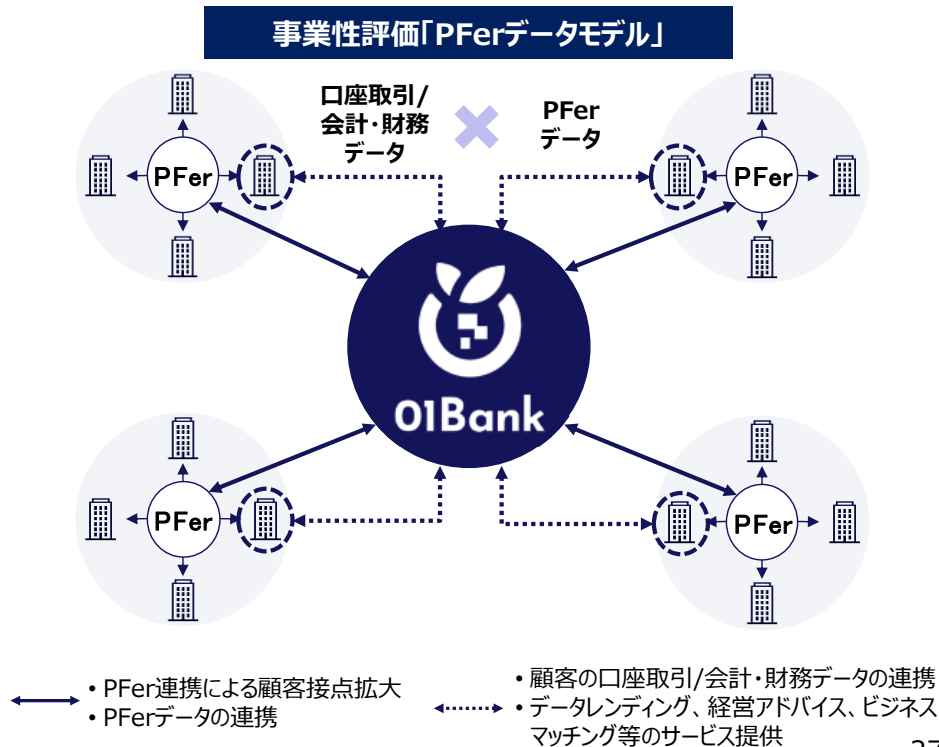 事業性評価「PFerデータモデル」
口座取引/
会計・財務
データ
PFer
データ
PFer
PFer
01Bank
PFer
PFer
• PFer連携による顧客接点拡大
• PFerデータの連携
• 顧客の口座取引/会計・財務データの連携
• データレンディング、経営アドバイス、ビジネス
マッチング等のサービス提供